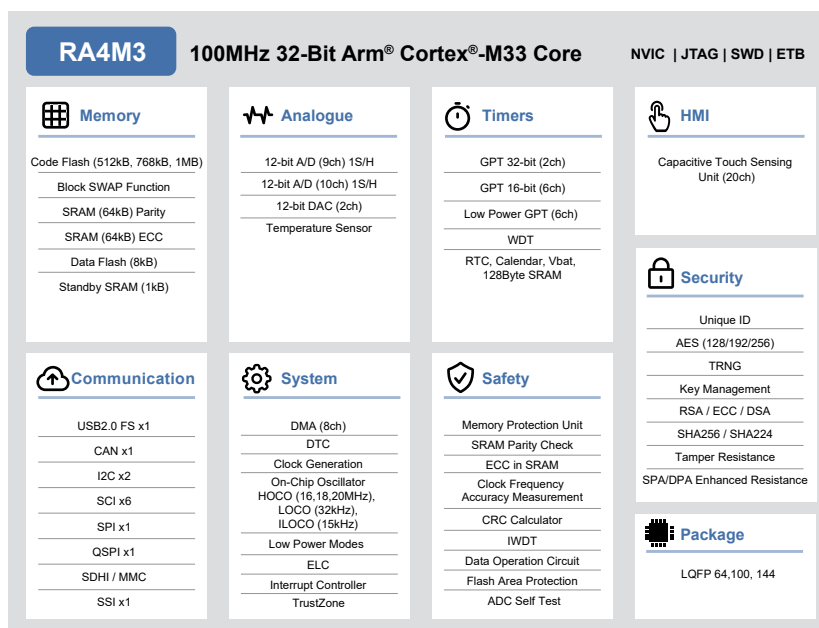 RA4M3
100MHz 32-Bit Arm® Cortex®-M33 Core
NVIC | JTAG | SWD | ETB
Memory
Code Flash (512kB, 768kB, 1MB)
Block SWAP Function
SRAM (64kB) Parity
SRAM (64kB) ECC
Data Flash (8kB)
Standby SRAM (1kB)
Analogue
12-bit A/D (9ch) 1S/H
12-bit A/D (10ch) 1S/H
12-bit DAC (2ch)
Temperature Sensor
Timers
GPT 32-bit (2ch)
GPT 16-bit (6ch)
Low Power GPT (6ch)
WDT
RTC, Calendar, Vbat,
128Byte SRAM
HMI
Capacitive Touch Sensing
Unit (20ch)
Security
Unique ID
AES (128/192/256)
TRNG
Key Management
RSA / ECC / DSA
SHA256 / SHA224
Tamper Resistance
SPA/DPA Enhanced Resistance
Communication
USB2.0 FS x1
CAN x1
I2C x2
SCI x6
SPI x1
QSPI x1
SDHI / MMC
SSI x1
System
DMA (8ch)
DTC
Clock Generation
On-Chip Oscillator
HOCO (16,18,20MHz),
LOCO (32kHz),
ILOCO (15kHz)
Low Power Modes
ELC
Interrupt Controller
TrustZone
Safety
Memory Protection Unit
SRAM Parity Check
ECC in SRAM
Clock Frequency
Accuracy Measurement
CRC Calculator
IWDT
Data Operation Circuit
Flash Area Protection
ADC Self Test
Package
LQFP 64,100, 144